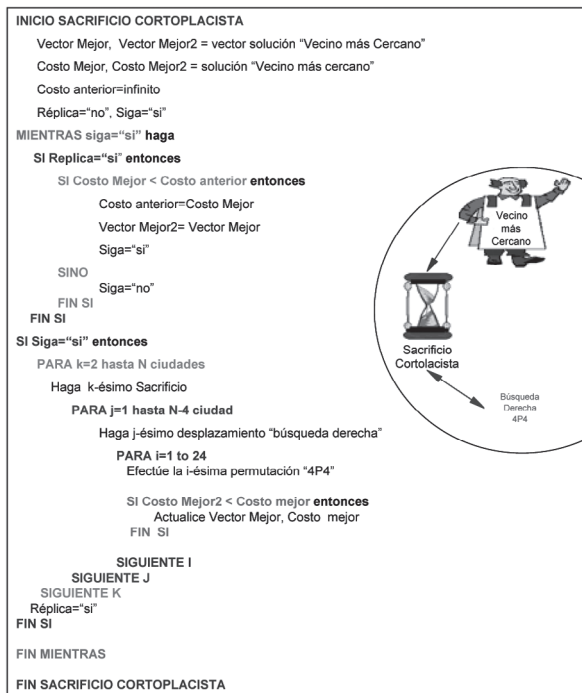 INICIO SACRIFICIO CORTOPLACISTA
Vector Mejor, Vector Mejor2 = vector solución “Vecino más Cercano”
Costo Mejor, Costo Mejor2 = solución “Vecino más cercano”
Costo anterior=infinito
Réplica=“no”, Siga=“si”
MIENTRAS siga=“si” haga
SI Replica=“si” entonces
SI Costo Mejor < Costo anterior entonces
Costo anterior=Costo Mejor
Vector Mejor2= Vector Mejor
Siga=“si”
SINO
Siga=“no”
FIN SI
FIN SI
SI Siga=“si” entonces
PARA k=2 hasta N ciudades
Haga k-ésimo Sacrificio
PARA j=1 hasta N-4 ciudad
Haga j-ésimo desplazamiento “búsqueda derecha”
PARA i=1 to 24
Efectúe la i-ésima permutación “4P4”
SI Costo Mejor2 < Costo mejor entonces
Actualice Vector Mejor, Costo mejor
FIN SI
SIGUIENTE I
SIGUIENTE J
SIGUIENTE K
Réplica=“si”
FIN SI
FIN MIENTRAS
FIN SACRIFICIO CORTOPLACISTA
Vecino
más
Cercano
Sacrificio
Cortolacista
Búsqueda
Derecha
4P4